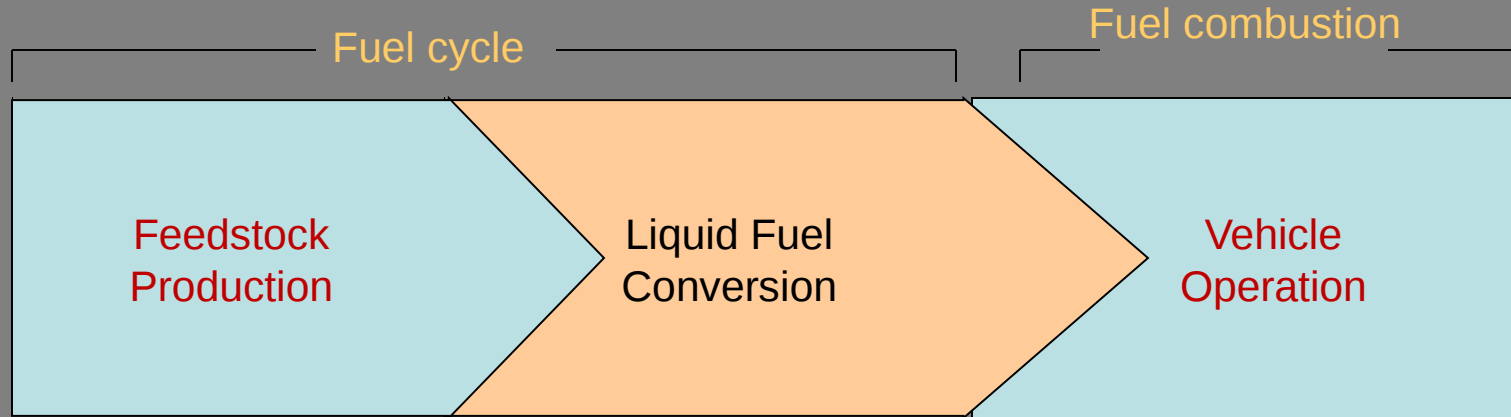 Fuel cycle
Fuel combustion
Feedstock
Production
Liquid Fuel
Conversion
Vehicle
Operation